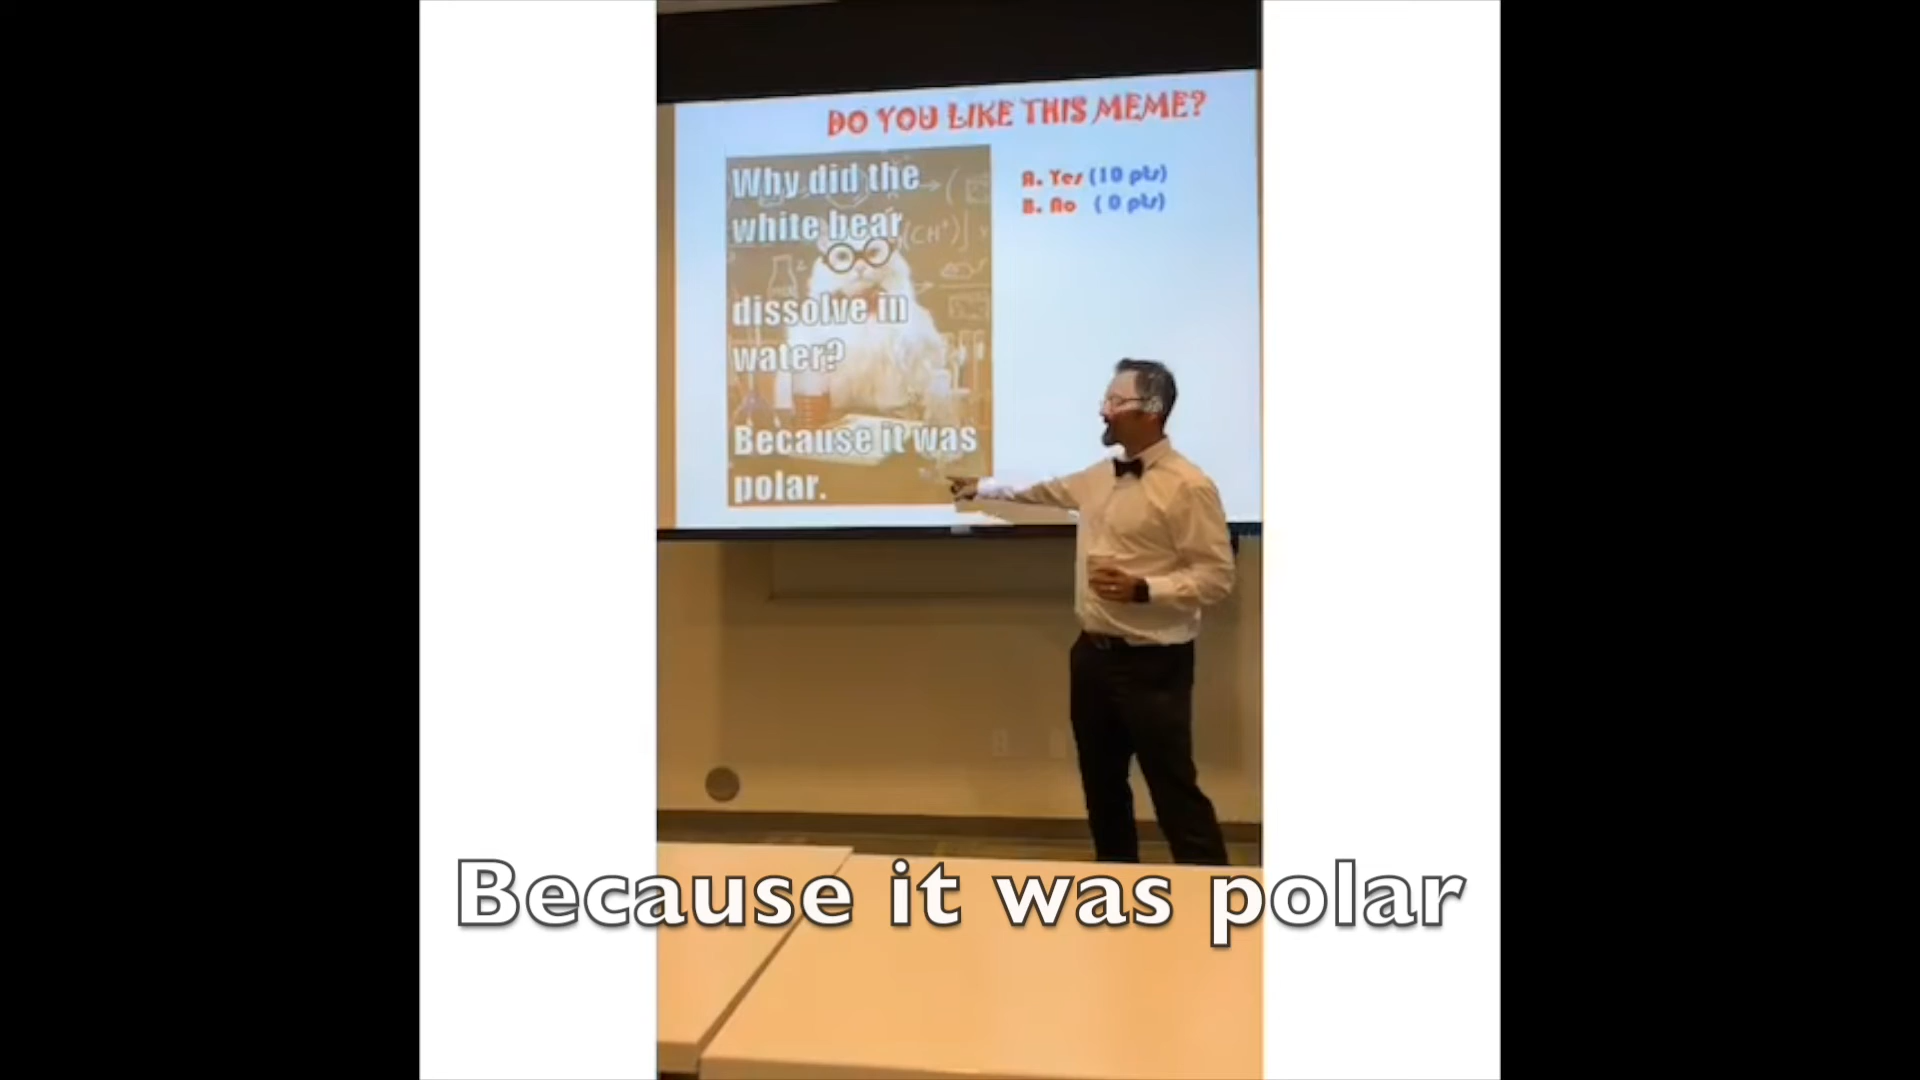 DO YOU LIKE THIS MEME?
Why did the
white bear
dissolve in
water?
Because it was
polar.
A. Yes (10 pts)
B. No ( 0 pts)
Because it was polar